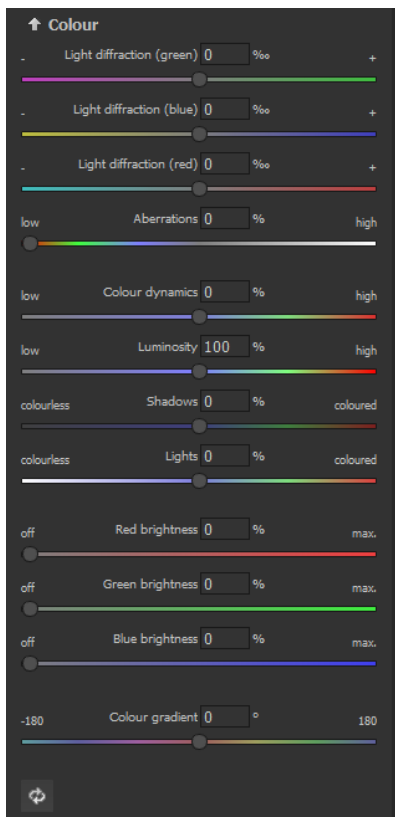 Colour
Light diffraction (green) 0 ‰
- +
Light diffraction (blue) 0 ‰
- +
Light diffraction (red) 0 ‰
- +
Aberrations 0 %
low high
Colour dynamics 0 %
low high
Luminosity 100 %
low high
Shadows 0 %
colourless coloured
Lights 0 %
colourless coloured
Red brightness 0 %
off max.
Green brightness 0 %
off max.
Blue brightness 0 %
off max.
Colour gradient 0 °
-180 180